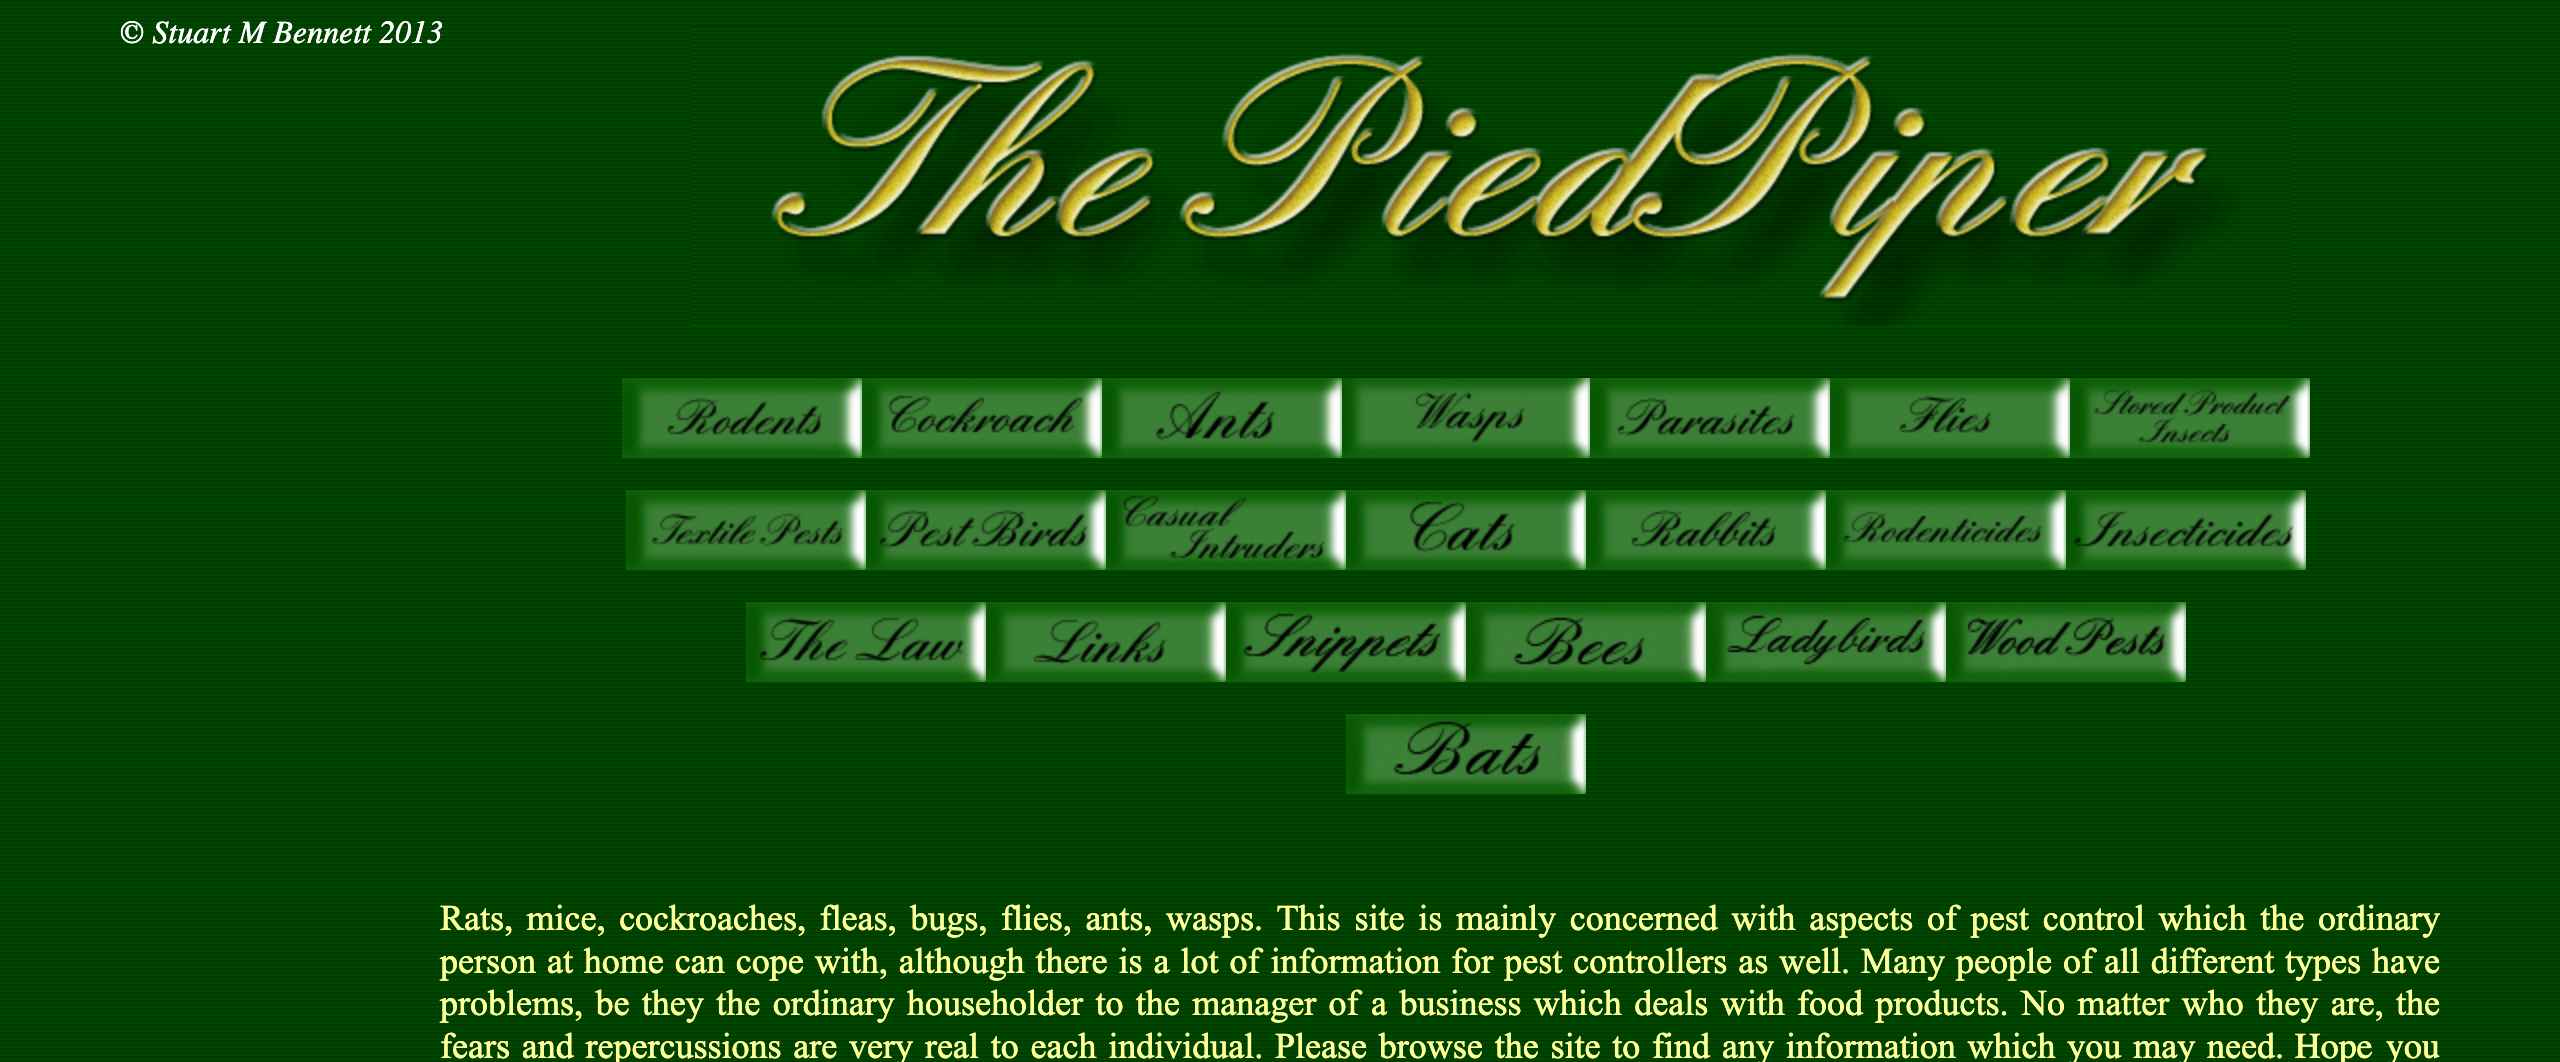 © Stuart M Bennett 2013
The PiedPiper
Rodents Cockroach Ants Wasps Parasites Flies Stored Product Insects
Textile Pests Pest Birds Casual Intruders Cats Rabbits Rodenticides Insecticides
The Law Links Snippets Bees Ladybirds Wood Pests
Bats
Rats, mice, cockroaches, fleas, bugs, flies, ants, wasps. This site is mainly concerned with aspects of pest control which the ordinary
person at home can cope with, although there is a lot of information for pest controllers as well. Many people of all different types have
problems, be they the ordinary householder to the manager of a business which deals with food products. No matter who they are, the
fears and repercussions are very real to each individual. Please browse the site to find any information which you may need. Hope you